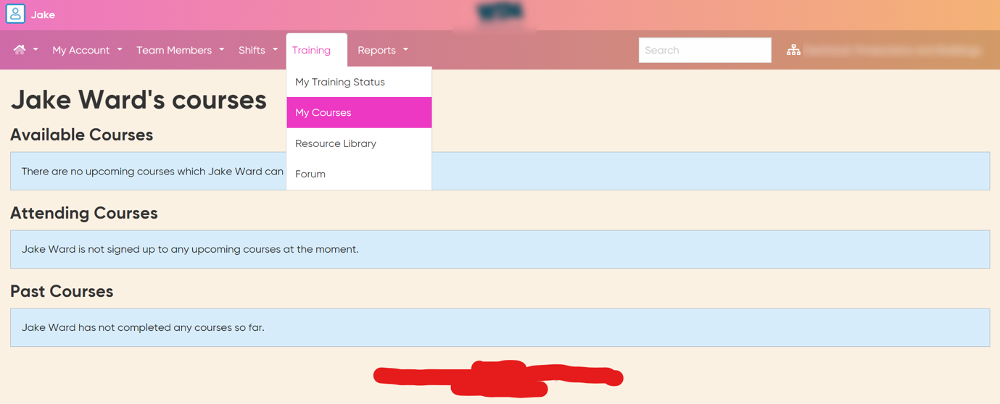 Jake
My Account Team Members Shifts Training Reports Search
My Training Status
My Courses
Resource Library
Forum
Jake Ward's courses
Available Courses
There are no upcoming courses which Jake Ward can
Attending Courses
Jake Ward is not signed up to any upcoming courses at the moment.
Past Courses
Jake Ward has not completed any courses so far.